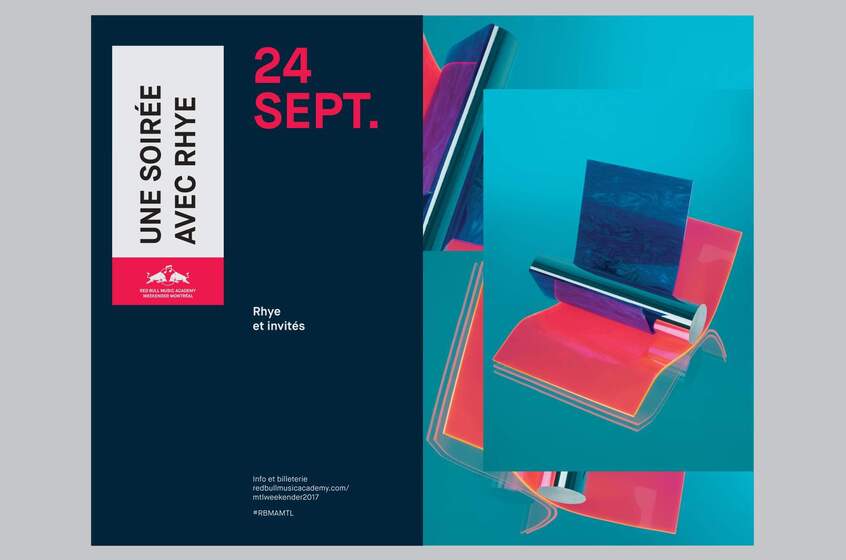 UNE SOIRÉE
AVEC RHYE
RED BULL MUSIC ACADEMY
WEEKENDER MONTRÉAL
24
SEPT.
Rhye
et invités
Info et billeterie
redbullmusicacademy.com/
mtlweekender2017
#RBMAMTL